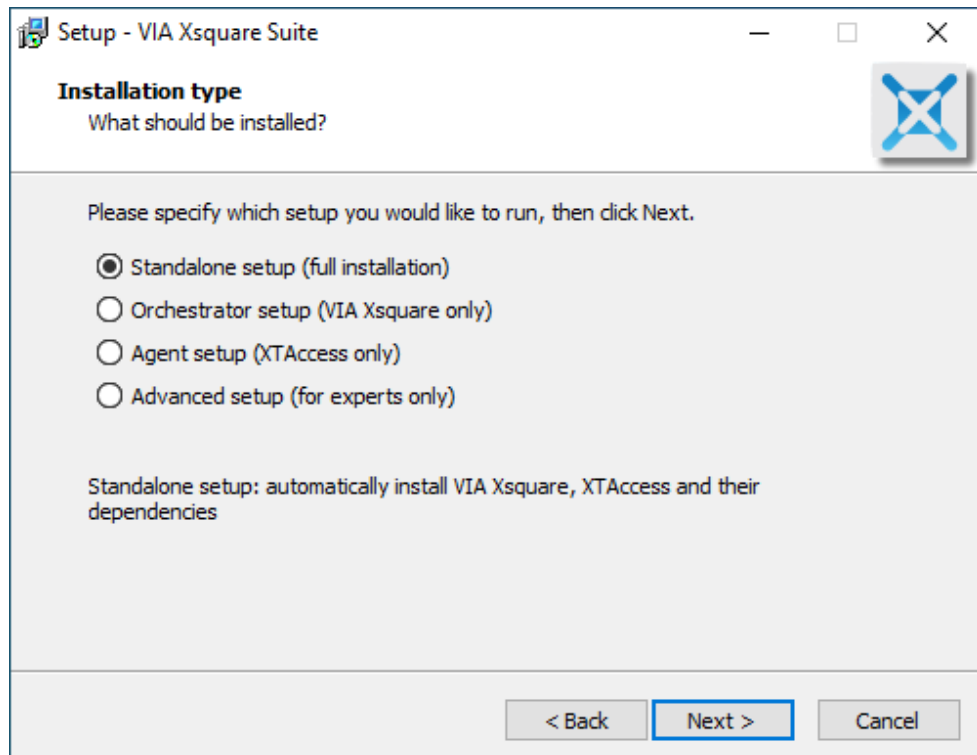 Setup - VIA Xsquare Suite
Installation type
What should be installed?
Please specify which setup you would like to run, then click Next.
Standalone setup (full installation)
Orchestrator setup (VIA Xsquare only)
Agent setup (XTAccess only)
Advanced setup (for experts only)
Standalone setup: automatically install VIA Xsquare, XTAccess and their
dependencies
< Back Next > Cancel